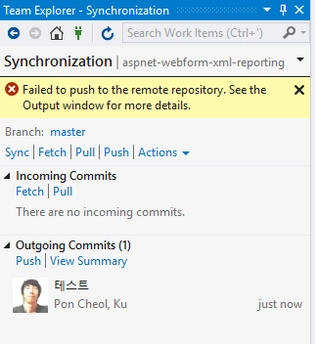 Team Explorer - Synchronization
Search Work Items (Ctrl+')
Synchronization | aspnet-webform-xml-reporting
Failed to push to the remote repository. See the
Output window for more details.
Branch: master
Sync | Fetch | Pull | Push | Actions
Incoming Commits
Fetch | Pull
There are no incoming commits.
Outgoing Commits (1)
Push | View Summary
테스트
Pon Cheol, Ku just now